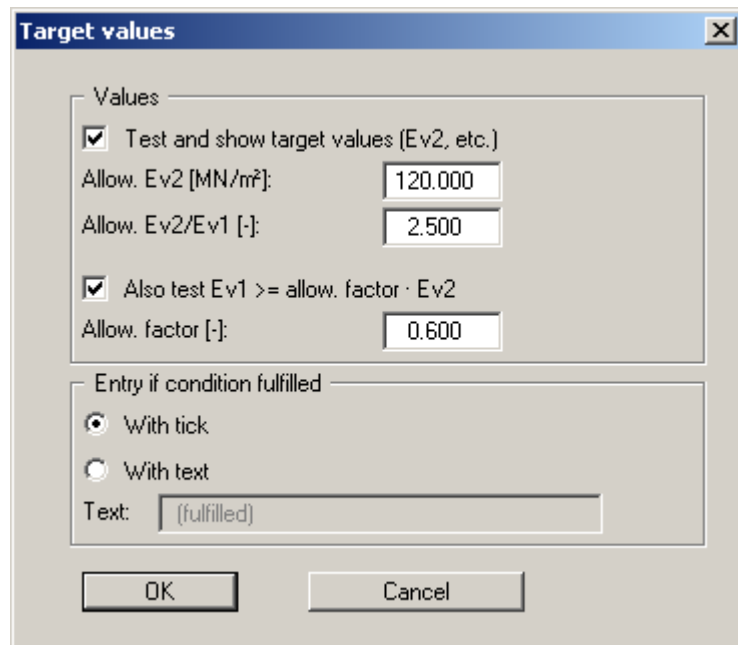 Target values
Values
Test and show target values (Ev2, etc.)
Allow. Ev2 [MN/m²]: 120.000
Allow. Ev2/Ev1 [-]: 2.500
Also test Ev1 >= allow. factor · Ev2
Allow. factor [-]: 0.600
Entry if condition fulfilled
With tick
With text
Text: (fulfilled)
OK Cancel